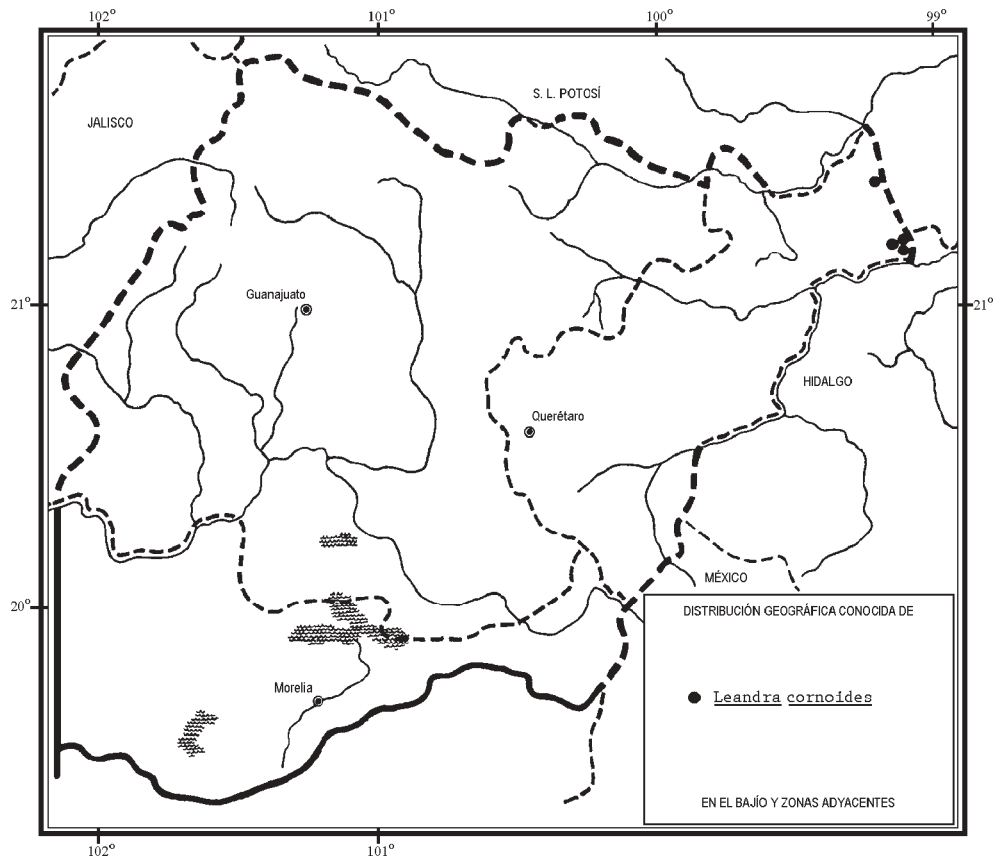 102° 101° 100° 99°
S. L. POTOSÍ
JALISCO
Guanajuato
21° 21°
HIDALGO
Querétaro
MÉXICO
20°
DISTRIBUCIÓN GEOGRÁFICA CONOCIDA DE
Morelia
Leandra cornoides
EN EL BAJÍO Y ZONAS ADYACENTES
102° 101°